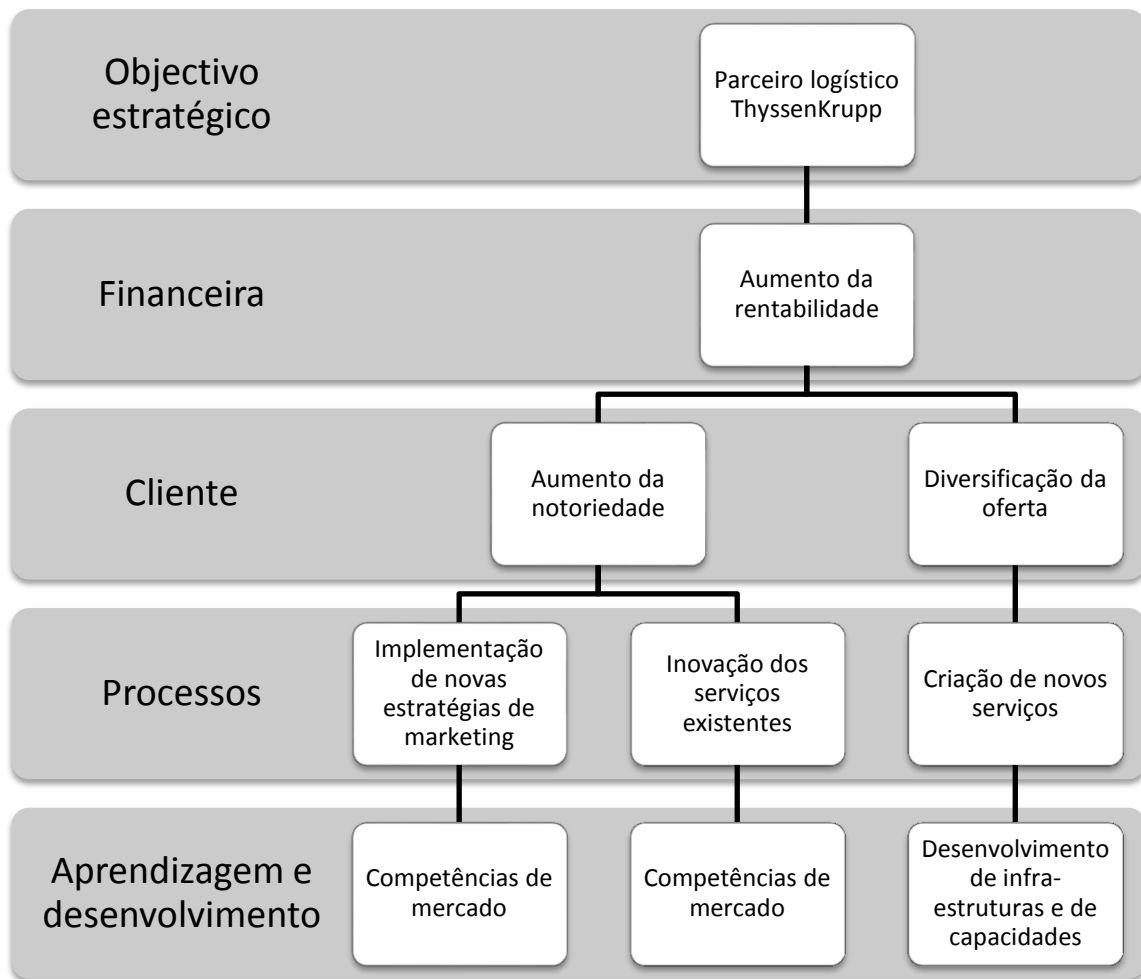 Objectivo
estratégico
Parceiro logístico
ThyssenKrupp
Financeira
Aumento da
rentabilidade
Cliente
Aumento da
notoriedade
Diversificação da
oferta
Processos
Implementação
de novas
estratégias de
marketing
Inovação dos
serviços
existentes
Criação de novos
serviços
Aprendizagem e
desenvolvimento
Competências de
mercado
Competências de
mercado
Desenvolvimento
de infra-
estruturas e de
capacidades